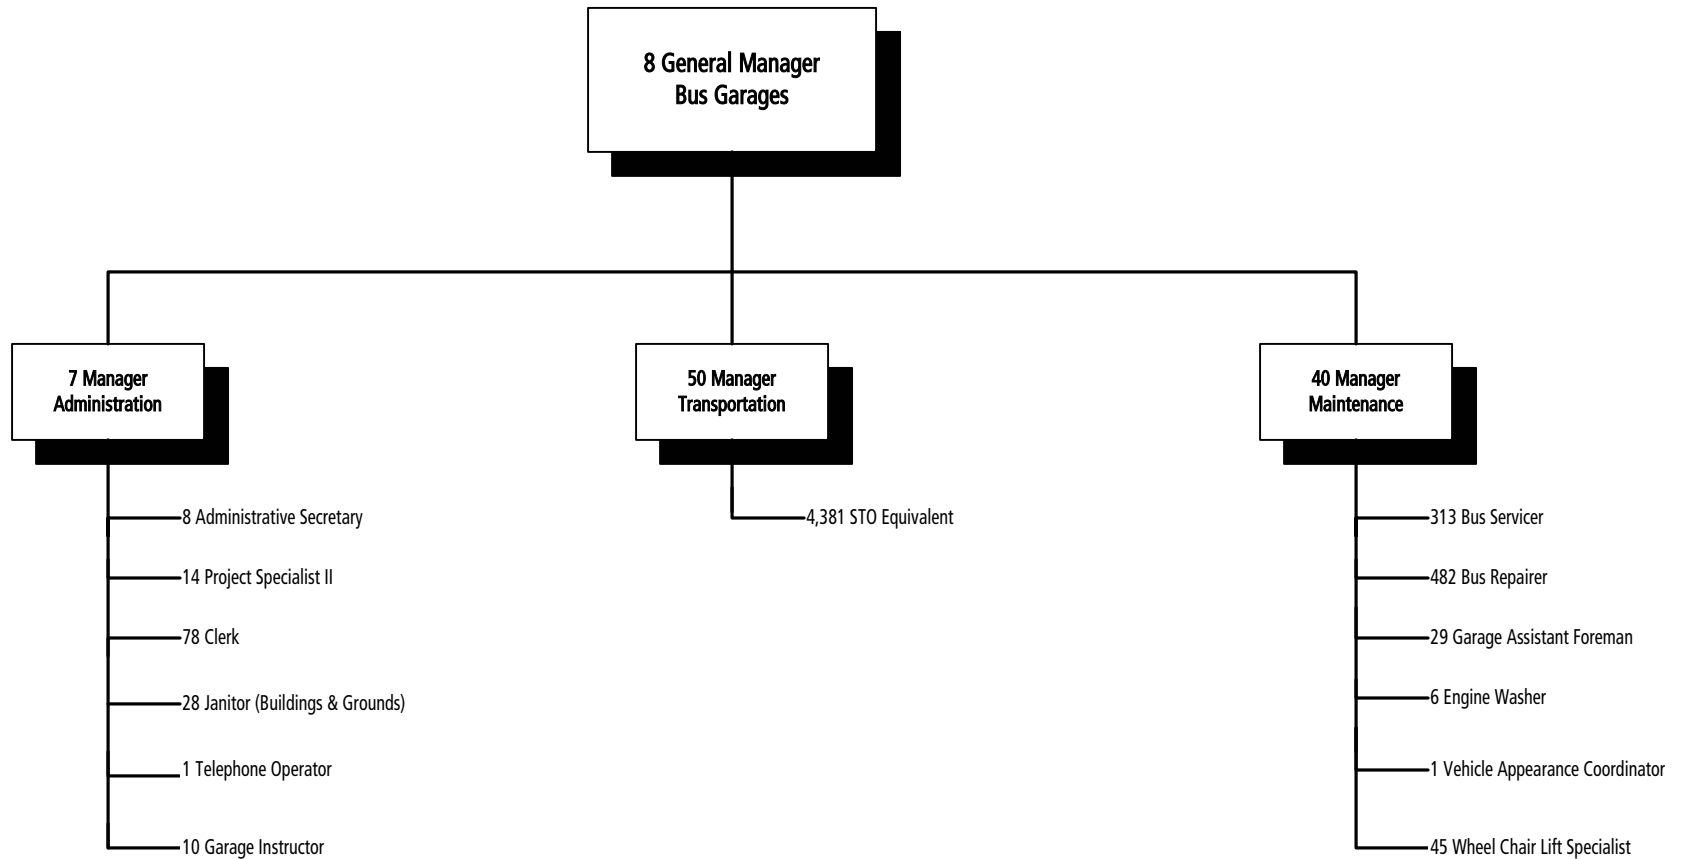 8 General Manager
Bus Garages
7 Manager
Administration
8 Administrative Secretary
14 Project Specialist II
78 Clerk
28 Janitor (Buildings & Grounds)
1 Telephone Operator
10 Garage Instructor
50 Manager
Transportation
4,381 STO Equivalent
40 Manager
Maintenance
313 Bus Servicer
482 Bus Repairer
29 Garage Assistant Foreman
6 Engine Washer
1 Vehicle Appearance Coordinator
45 Wheel Chair Lift Specialist